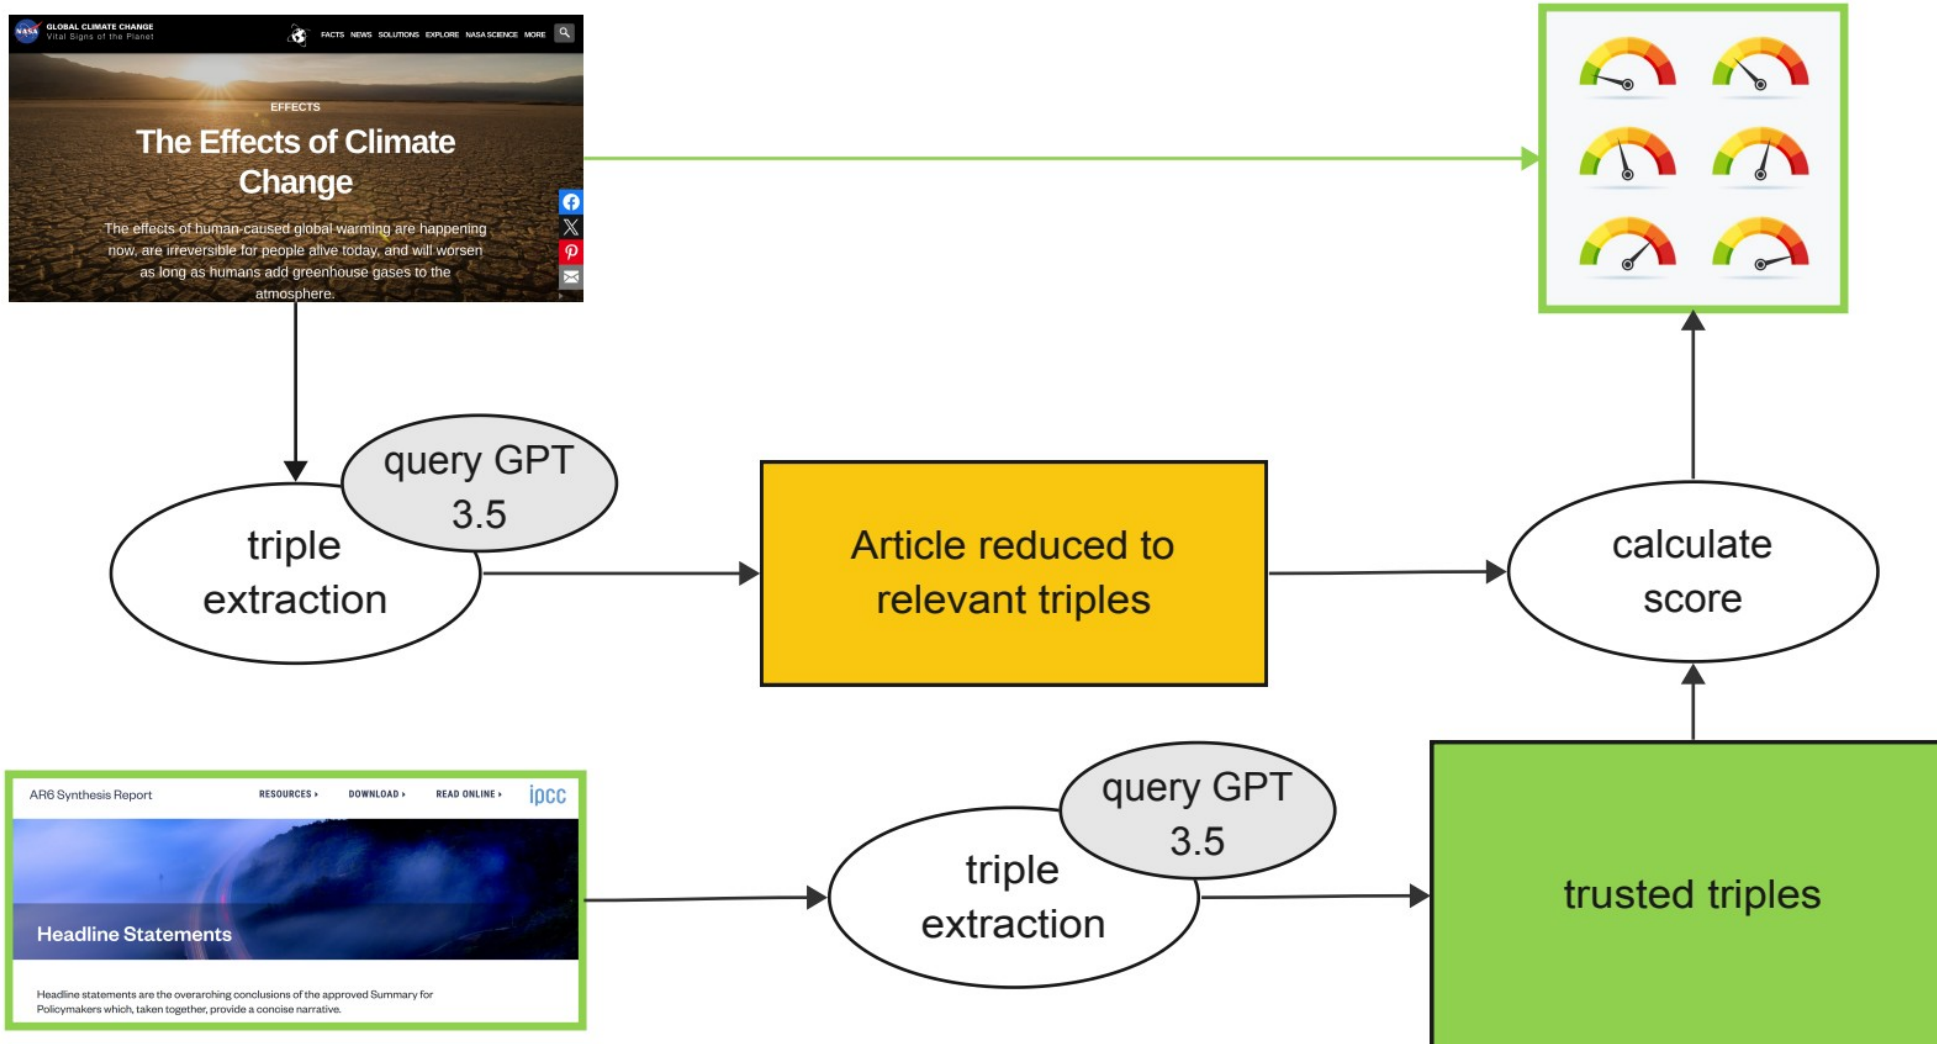 NASA
GLOBAL CLIMATE CHANGE
Vital Signs of the Planet
FACTS NEWS SOLUTIONS EXPLORE NASA SCIENCE MORE
EFFECTS
The Effects of Climate
Change
The effects of human-caused global warming are happening
now, are irreversible for people alive today, and will worsen
as long as humans add greenhouse gases to the
atmosphere.
query GPT
3.5
triple
extraction
Article reduced to
relevant triples
calculate
score
AR6 Synthesis Report
RESOURCES
DOWNLOAD
READ ONLINE
ipcc
Headline Statements
Headline statements are the overarching conclusions of the approved Summary for
Policymakers which, taken together, provide a concise narrative.
query GPT
3.5
triple
extraction
trusted triples